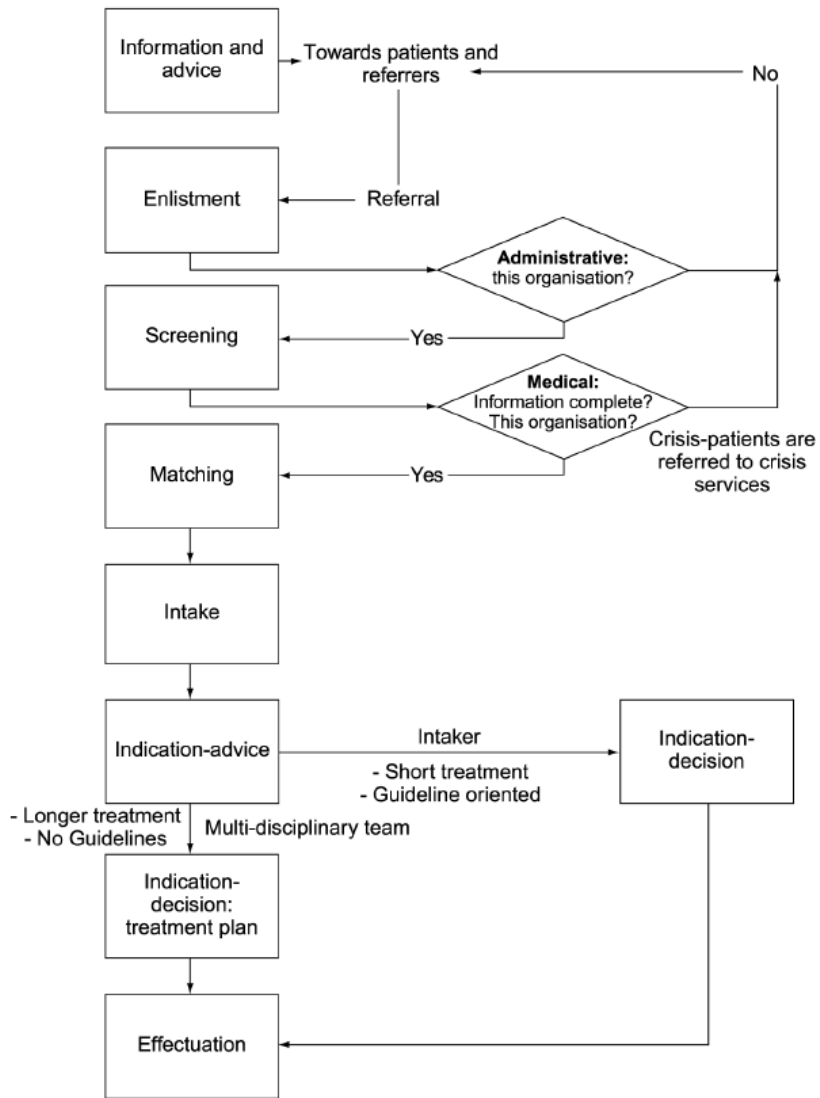 Information and
advice
Towards patients and
referrers
No
Enlistment
Referral
Administrative:
this organisation?
Screening
Yes
Medical:
Information complete?
This organisation?
Crisis-patients are
referred to crisis
services
Matching
Yes
Intake
Indication-advice
Intaker
- Short treatment
- Guideline oriented
Indication-
decision
- Longer treatment
- No Guidelines
Multi-disciplinary team
Indication-
decision:
treatment plan
Effectuation